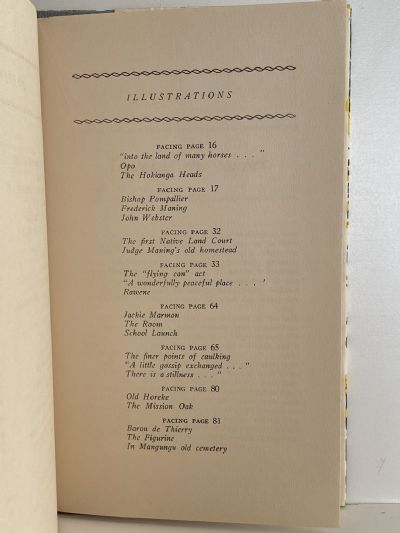 ILLUSTRATIONS
FACING PAGE 16
"into the land of many horses . . . "
Opo
The Hokianga Heads
FACING PAGE 17
Bishop Pompallier
Frederick Maning
John Webster
FACING PAGE 32
The first Native Land Court
Judge Maning's old homestead
FACING PAGE 33
The "flying can" act
"A wonderfully peaceful place . . . '
Rawene
FACING PAGE 64
Jackie Marmon
The Room
School Launch
FACING PAGE 65
The finer points of caulking
"A little gossip exchanged . . . "
There is a stillness . . . "
FACING PAGE 80
Old Horeke
The Mission Oak
FACING PAGE 81
Baron de Thierry
The Figurine
In Mangungu old cemetery